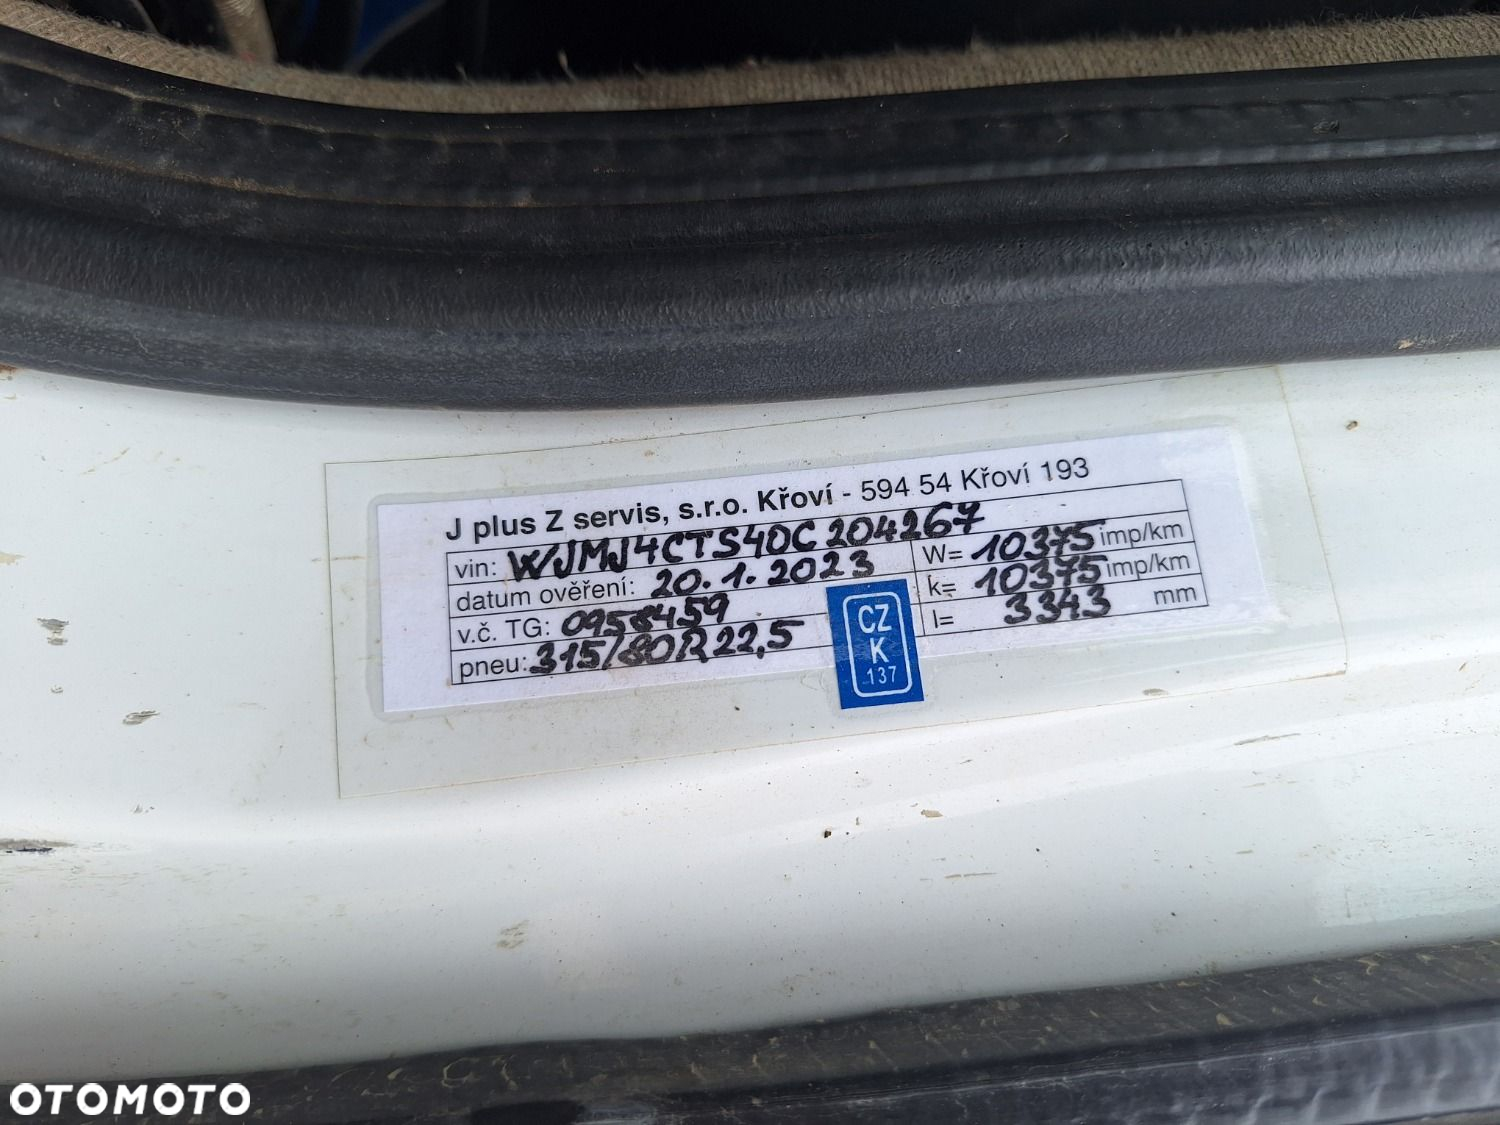 J plus Z servis, s.r.o. Křoví - 594 54 Křoví 193
vin: WJMJ4CTS40C204267
datum ověření: 20.1.2023
v.č. TG: 0958459
pneu: 315/80R22,5
W= 10375 imp/km
k= 10375 imp/km
l= 3343 mm
CZ
K
137
OTOMOTO